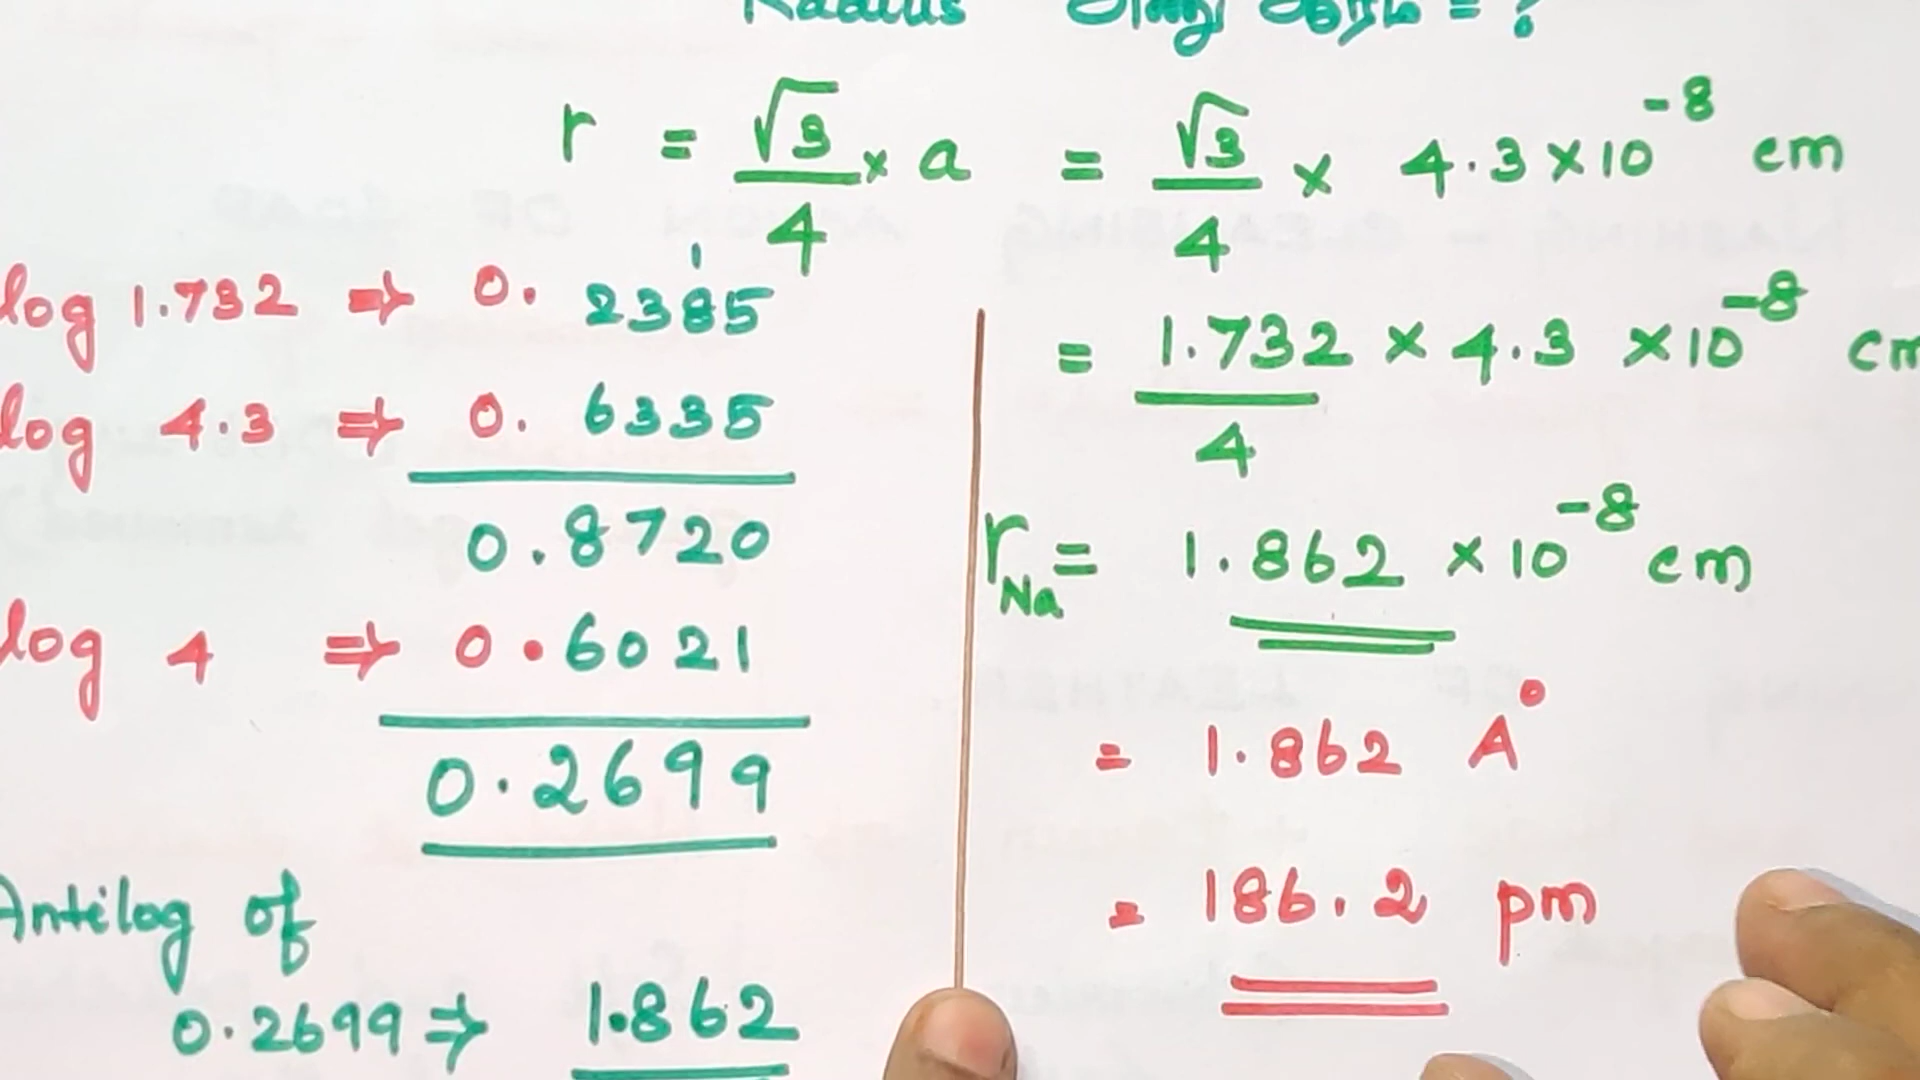 Radius = ?
r = √3/4 × a = √3/4 × 4.3 × 10⁻⁸ cm
log 1.732 ⇒ 0.2385
log 4.3 ⇒ 0.6335
0.8720
log 4 ⇒ 0.6021
0.2699
Antilog of
0.2699 ⇒ 1.862
= 1.732/4 × 4.3 × 10⁻⁸ cm
r_Na = 1.862 × 10⁻⁸ cm
= 1.862 A°
= 186.2 pm